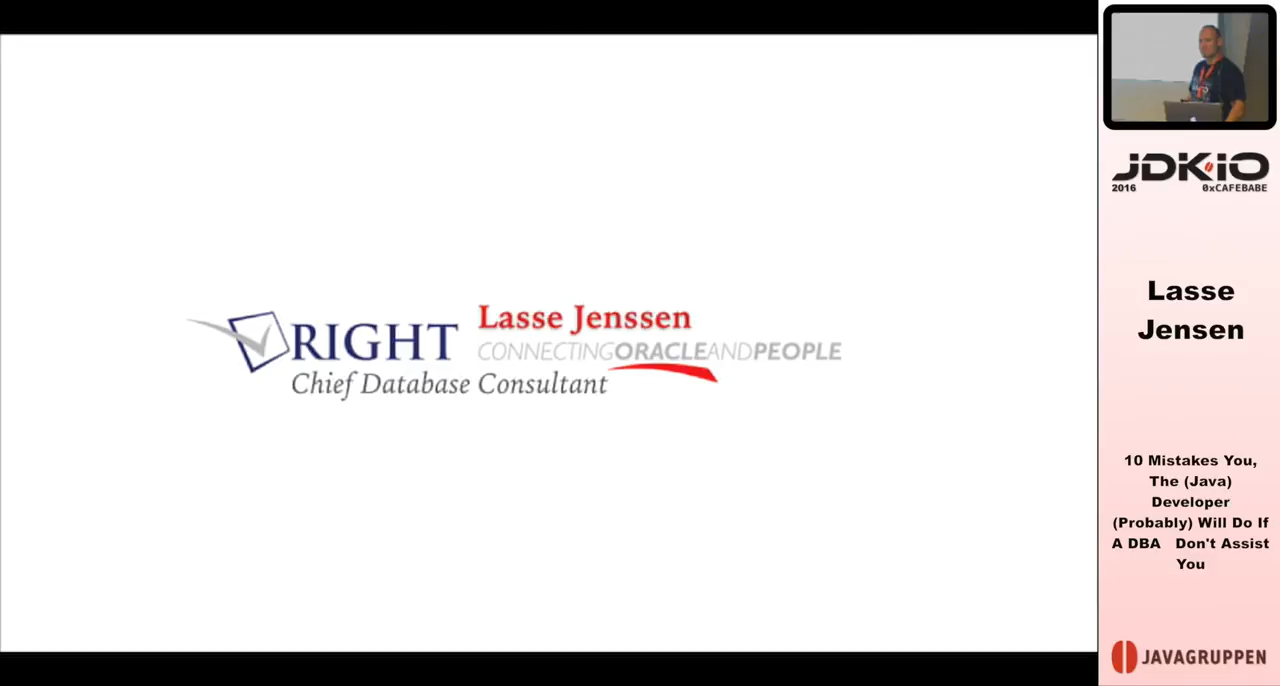 RIGHT
Lasse Jenssen
CONNECTINGORACLEANDPEOPLE
Chief Database Consultant
JDK·IO
2016 0xCAFEBABE
Lasse
Jensen
10 Mistakes You,
The (Java)
Developer
(Probably) Will Do If
A DBA Don't Assist
You
JAVAGRUPPEN